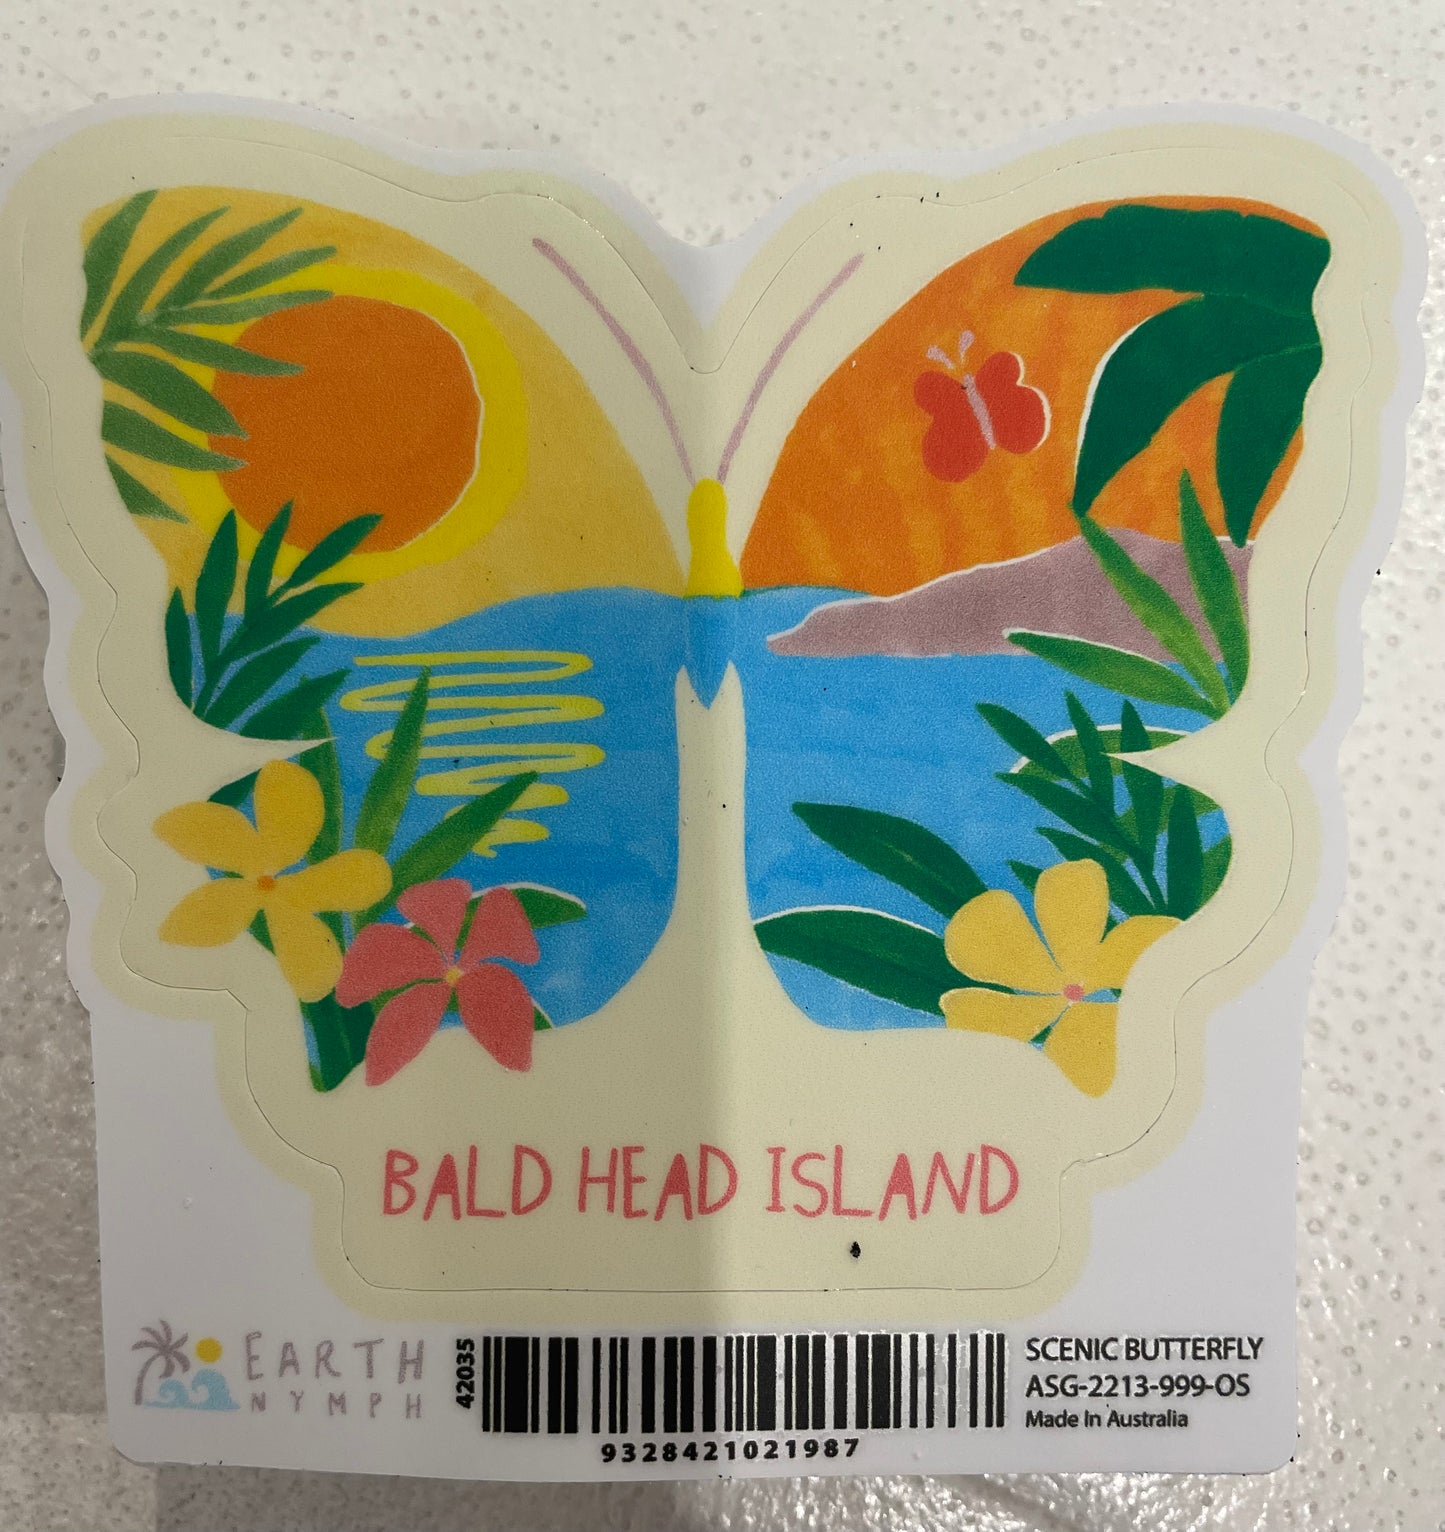 BALD HEAD ISLAND
EARTH
NYMPH
42035
9328421021987
SCENIC BUTTERFLY
ASG-2213-999-OS
Made In Australia